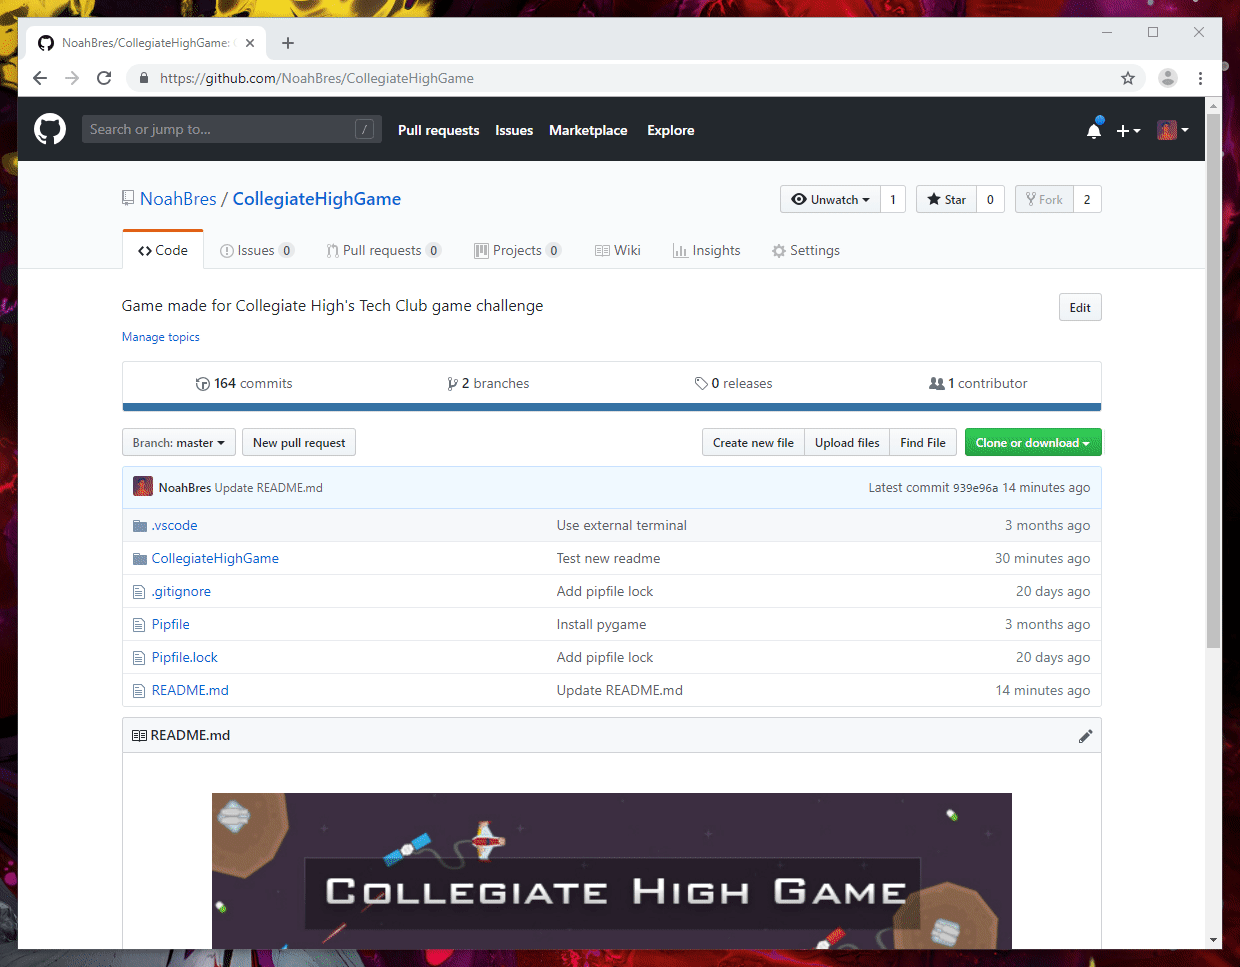 NoahBres/CollegiateHighGame:
https://github.com/NoahBres/CollegiateHighGame
Search or jump to... /
Pull requests Issues Marketplace Explore
NoahBres / CollegiateHighGame
Unwatch 1 Star 0 Fork 2
Code Issues 0 Pull requests 0 Projects 0 Wiki Insights Settings
Game made for Collegiate High's Tech Club game challenge
Edit
Manage topics
164 commits 2 branches 0 releases 1 contributor
Branch: master New pull request Create new file Upload files Find File Clone or download
NoahBres Update README.md Latest commit 939e96a 14 minutes ago
.vscode Use external terminal 3 months ago
CollegiateHighGame Test new readme 30 minutes ago
.gitignore Add pipfile lock 20 days ago
Pipfile Install pygame 3 months ago
Pipfile.lock Add pipfile lock 20 days ago
README.md Update README.md 14 minutes ago
README.md
Collegiate High Game